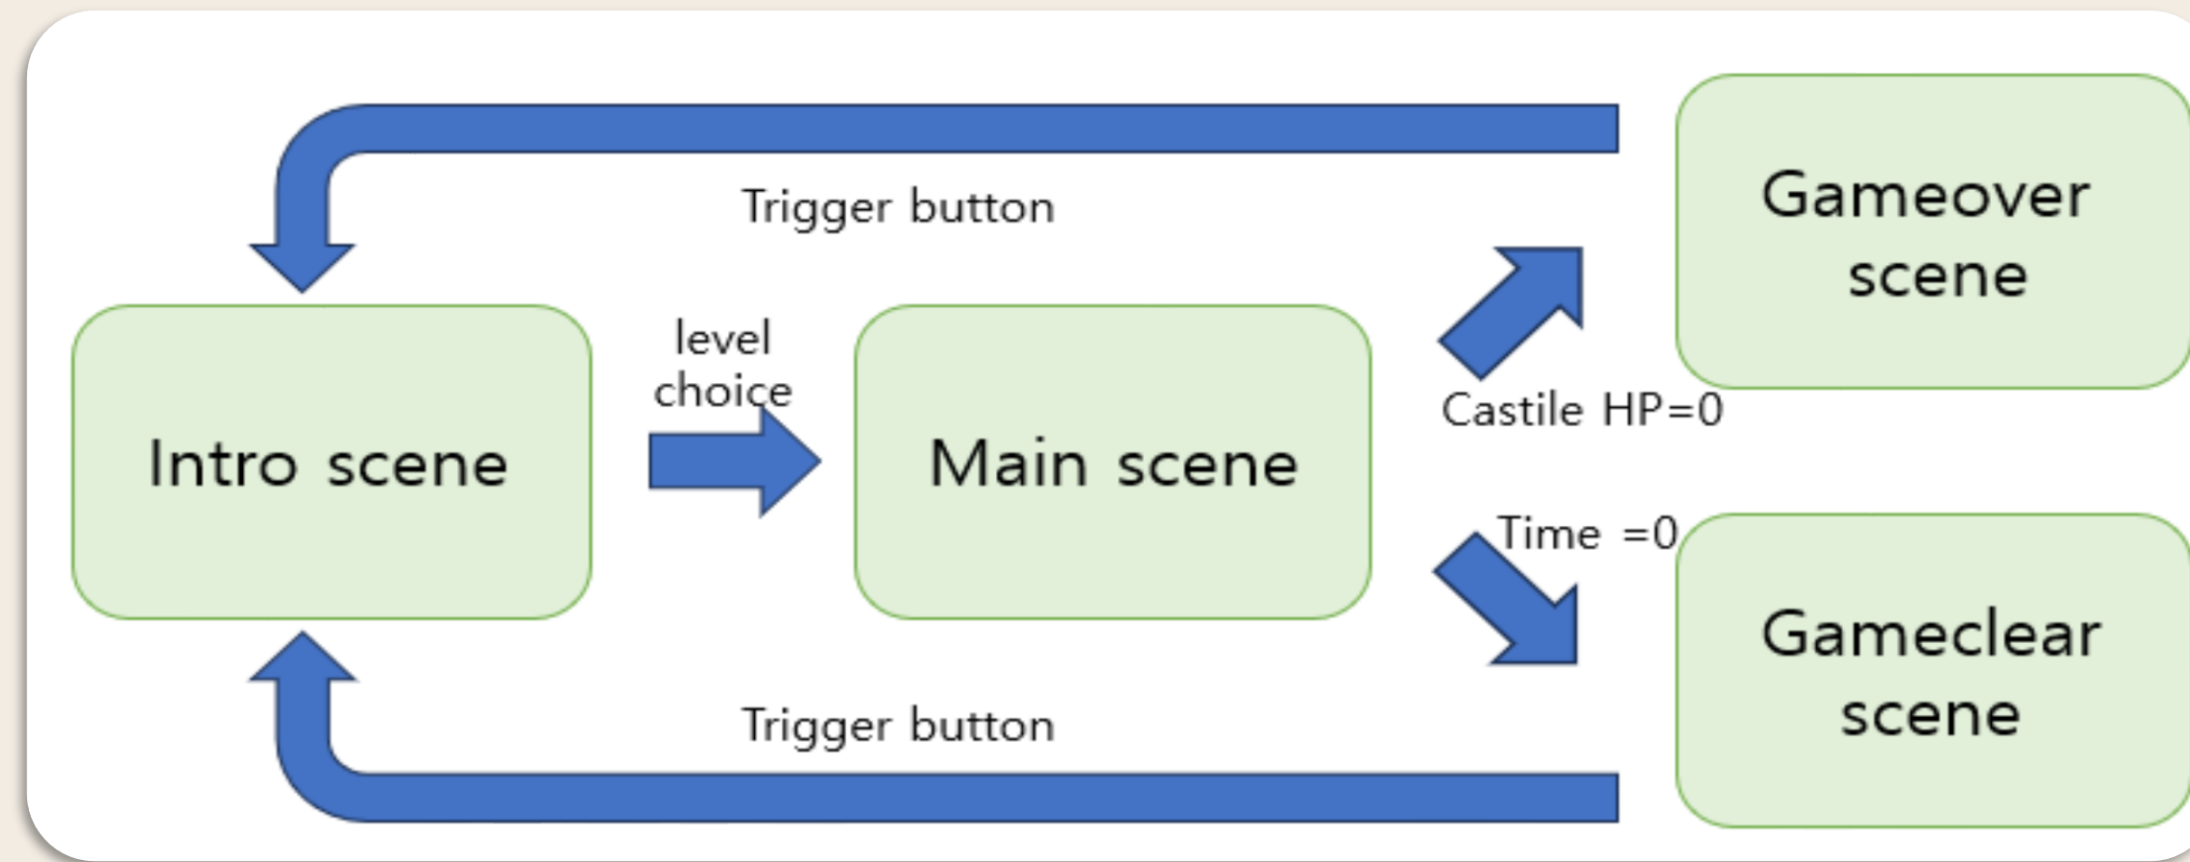 Trigger button
Gameover
scene
level
choice
Intro scene
Main scene
Castile HP=0
Time =0
Gameclear
scene
Trigger button